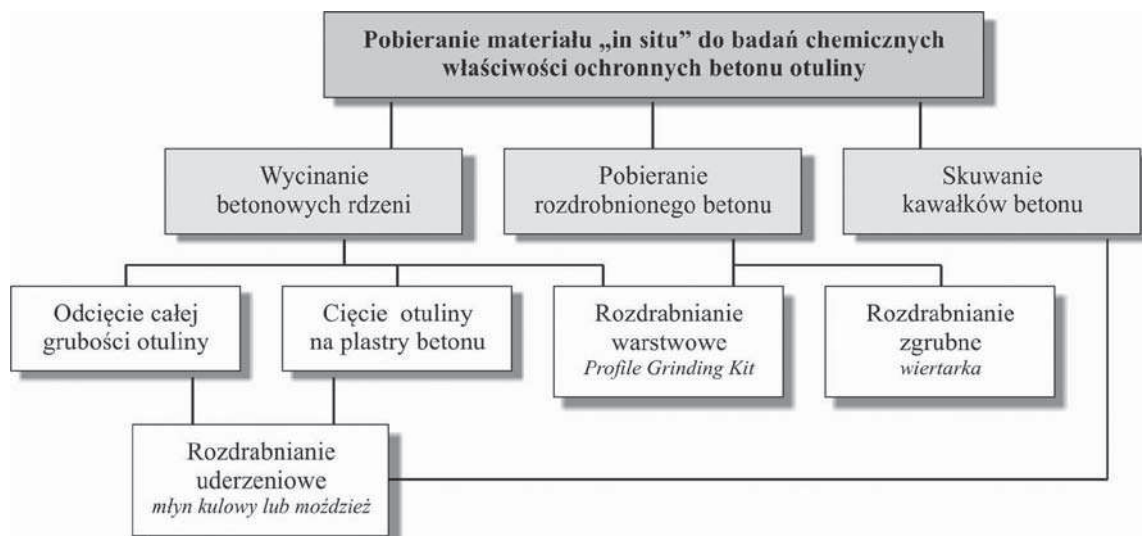 Pobieranie materiału „in situ” do badań chemicznych
właściwości ochronnych betonu otuliny
Wycinanie
betonowych rdzeni
Pobieranie
rozdrobnionego betonu
Skuwanie
kawałków betonu
Odcięcie całej
grubości otuliny
Cięcie otuliny
na plastry betonu
Rozdrabnianie
warstwowe
Profile Grinding Kit
Rozdrabnianie
zgrubne
wiertarka
Rozdrabnianie
uderzeniowe
młyn kulowy lub moździeż